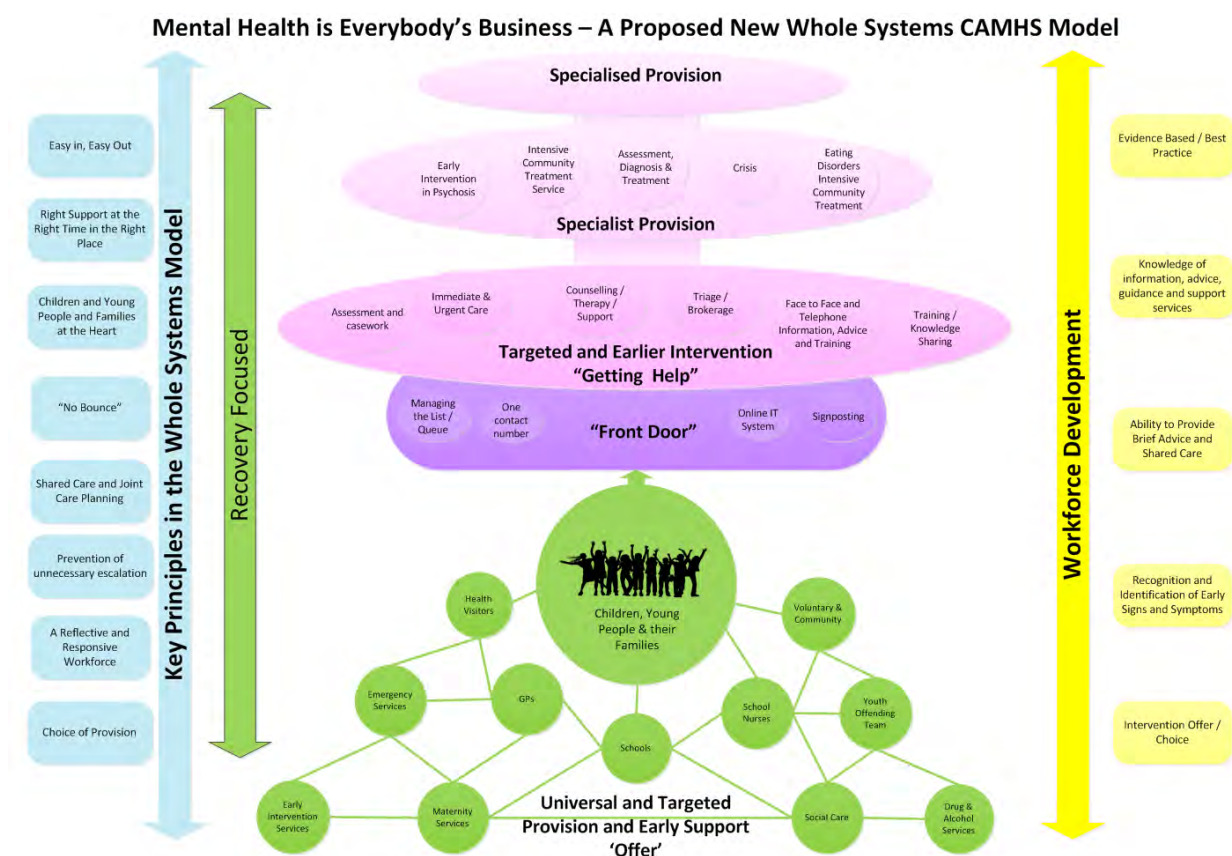 Mental Health is Everybody's Business – A Proposed New Whole Systems CAMHS Model
Key Principles in the Whole Systems Model
Easy in, Easy Out
Right Support at the
Right Time in the Right
Place
Children and Young
People and Families
at the Heart
"No Bounce"
Shared Care and Joint
Care Planning
Prevention of
unnecessary escalation
A Reflective and
Responsive
Workforce
Choice of Provision
Recovery Focused
Specialised Provision
Early
Intervention
in Psychosis
Intensive
Community
Treatment
Service
Assessment,
Diagnosis &
Treatment
Crisis
Eating
Disorders
Intensive
Community
Treatment
Specialist Provision
Assessment and
casework
Immediate &
Urgent Care
Counselling /
Therapy /
Support
Triage /
Brokerage
Face to Face and
Telephone
Information, Advice
and Training
Training /
Knowledge
Sharing
Targeted and Earlier Intervention
"Getting Help"
Managing
the List /
Queue
One
contact
number
"Front Door"
Online IT
System
Signposting
Children, Young
People & their
Families
Health
Visitors
Voluntary &
Community
Emergency
Services
GPs
School
Nurses
Youth
Offending
Team
Schools
Early
Intervention
Services
Maternity
Services
Social Care
Drug &
Alcohol
Services
Universal and Targeted
Provision and Early Support
'Offer'
Workforce Development
Evidence Based / Best
Practice
Knowledge of
information, advice,
guidance and support
services
Ability to Provide
Brief Advice and
Shared Care
Recognition and
Identification of Early
Signs and Symptoms
Intervention Offer /
Choice